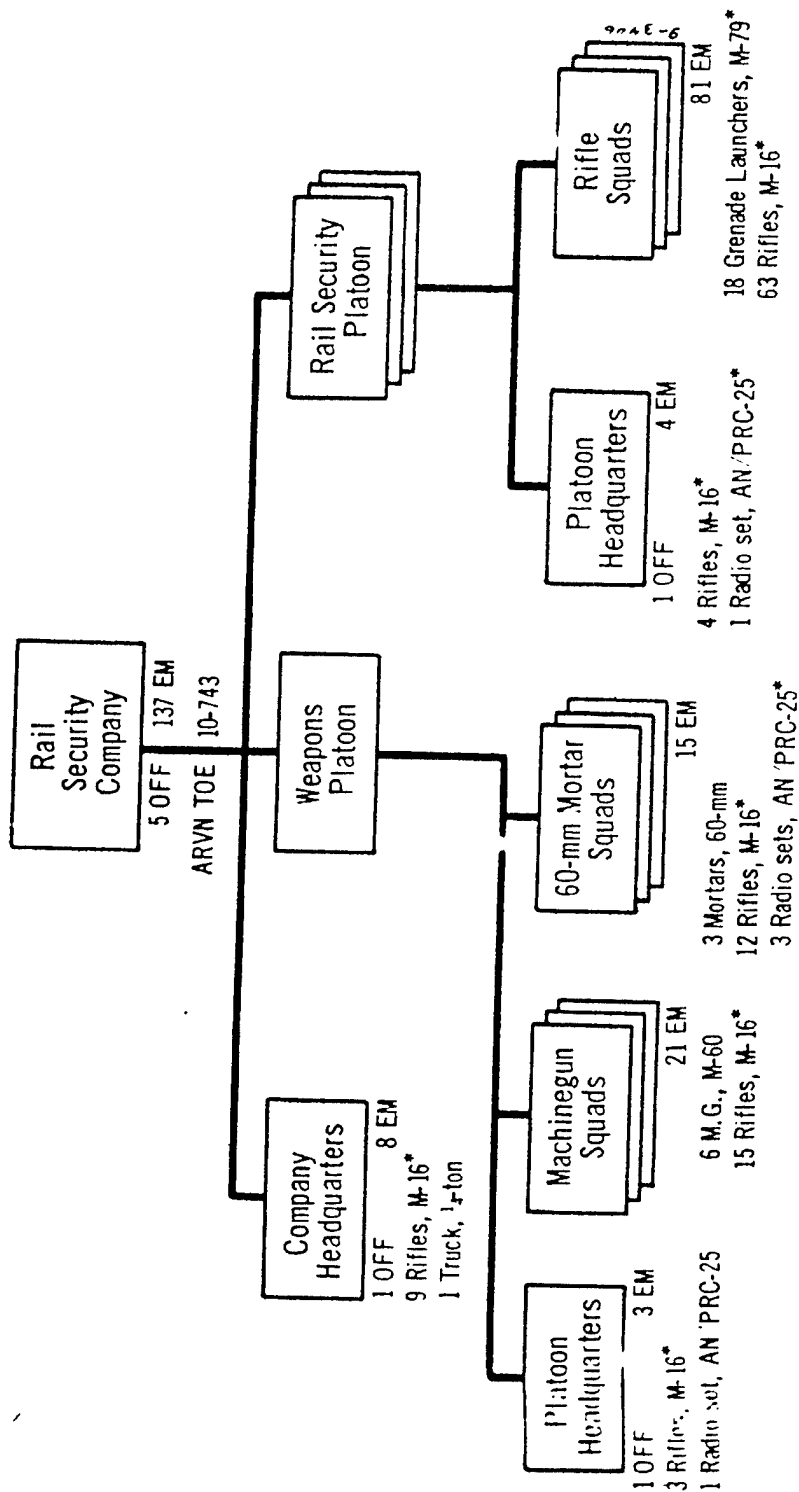 Rail
Security
Company
5 OFF 137 EM
ARVN TOE 10-743
Company
Headquarters
1 OFF 8 EM
9 Rifles, M-16*
1 Truck, ton
Weapons
Platoon
Rail Security
Platoon
Platoon
Headquarters
1 OFF 3 EM
3 Rifles, M-16*
1 Radio set, AN PRC-25
Machinegun
Squads
21 EM
6 M.G., M-60
15 Rifles, M-16*
60-mm Mortar
Squads
15 EM
3 Mortars, 60-mm
12 Rifles, M-16*
3 Radio sets, AN PRC-25*
Platoon
Headquarters
1 OFF 4 EM
4 Rifles, M-16*
1 Radio set, AN/PRC-25*
Rifle
Squads
81 EM
18 Grenade Launchers, M-79*
63 Rifles, M-16*